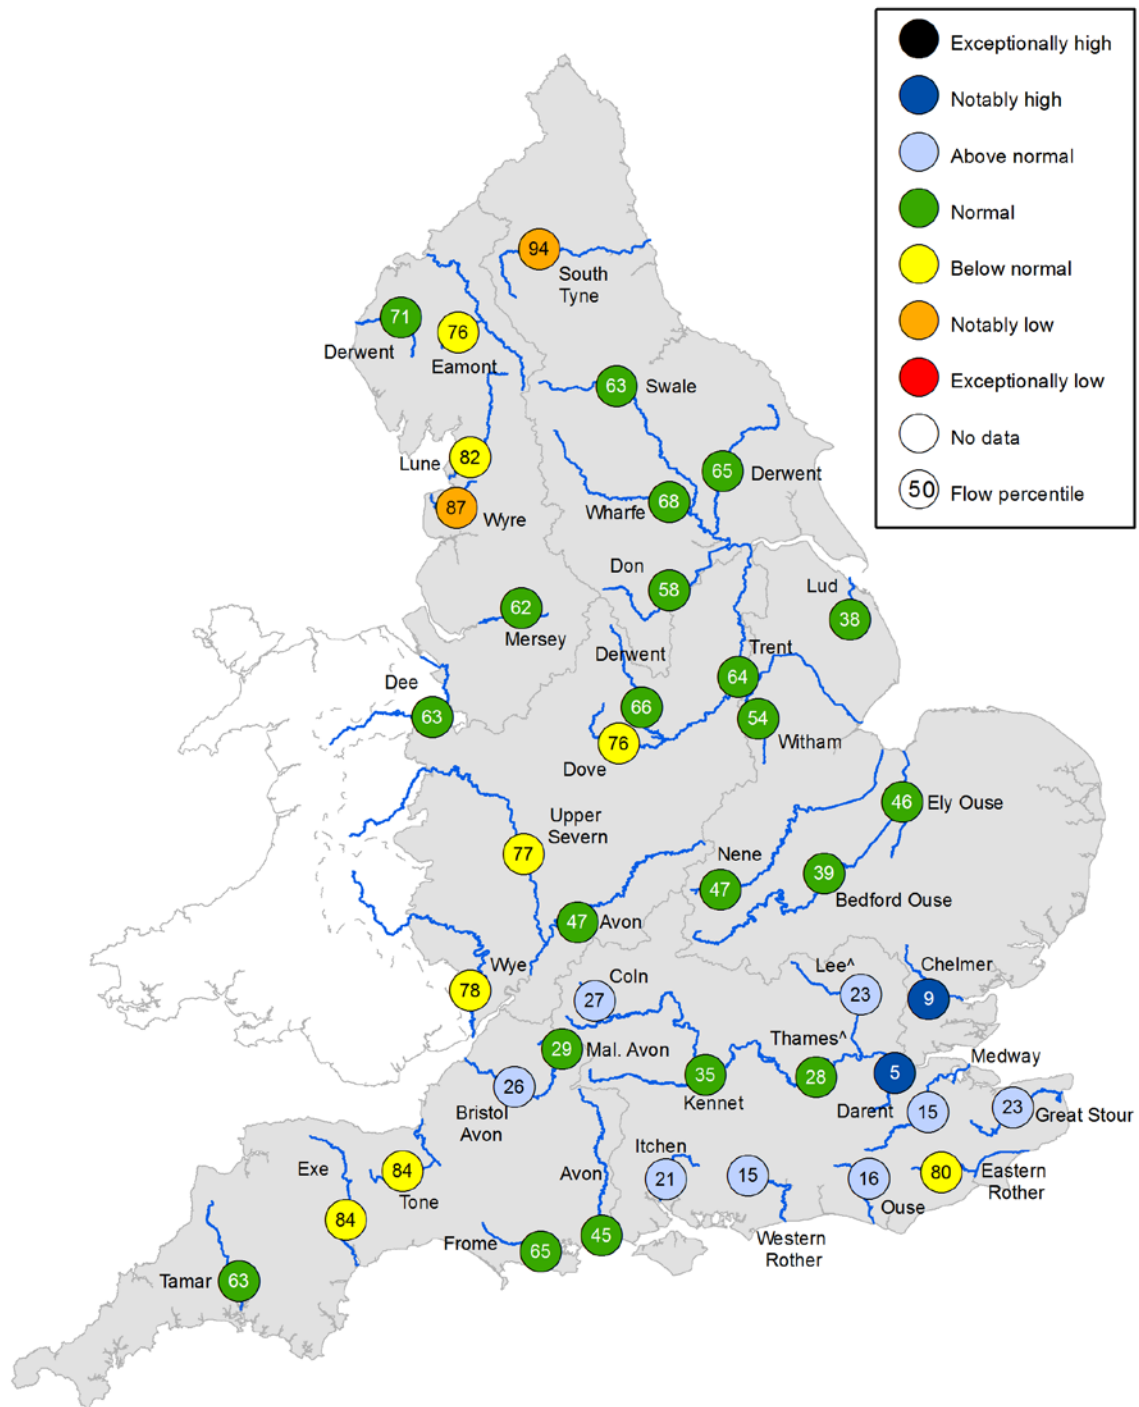 Exceptionally high
Notably high
Above normal
Normal
Below normal
Notably low
Exceptionally low
No data
50 Flow percentile
94
South
Tyne
71
Derwent
76
Eamont
63
Swale
82
Lune
65
Derwent
87
Wyre
68
Wharfe
Don
58
Lud
38
62
Mersey
Derwent
66
Trent
64
Dee
63
54
Witham
76
Dove
46
Ely Ouse
Upper
Severn
77
Nene
47
39
Bedford Ouse
47
Avon
Wye
78
Coln
27
Lee^
23
Chelmer
9
29
Mal. Avon
Thames^
28
35
Kennet
5
Darent
Medway
15
23
Great Stour
26
Bristol
Avon
Exe
84
84
Tone
Avon
45
Itchen
21
15
Western
Rother
16
Ouse
80
Eastern
Rother
Frome
65
Tamar
63